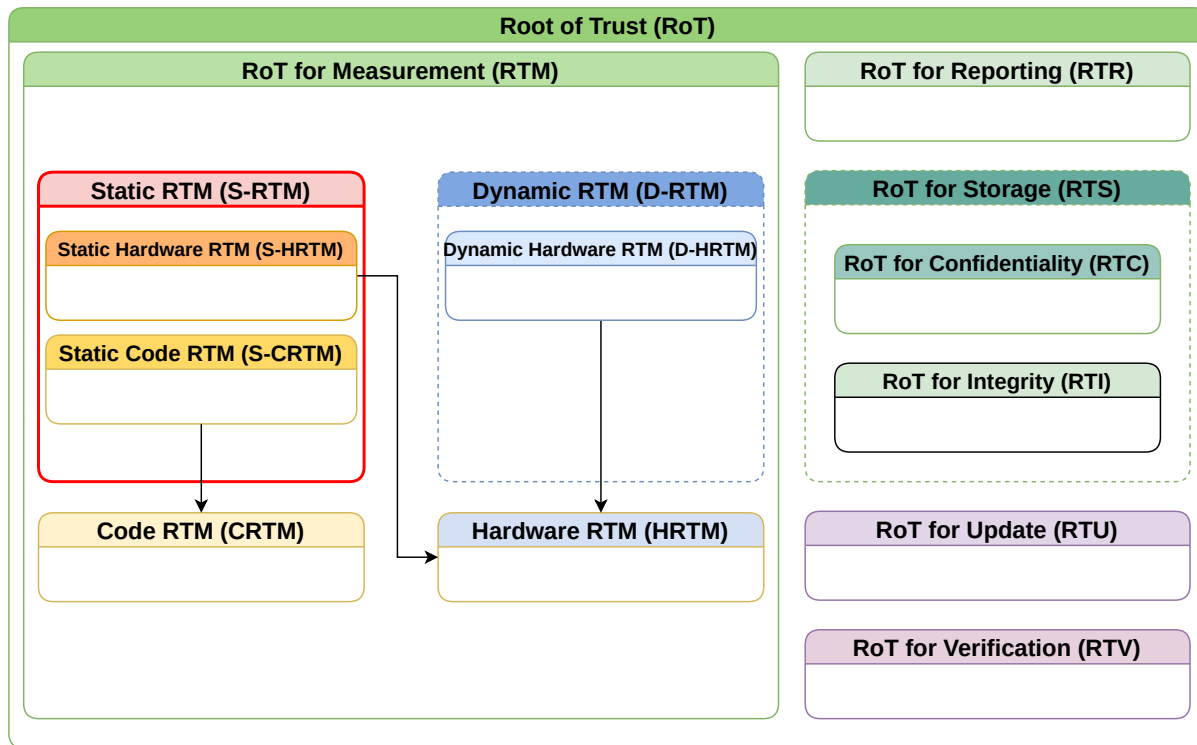 Root of Trust (RoT)
RoT for Measurement (RTM)
RoT for Reporting (RTR)
Static RTM (S-RTM)
Dynamic RTM (D-RTM)
RoT for Storage (RTS)
Static Hardware RTM (S-HRTM)
Dynamic Hardware RTM (D-HRTM)
RoT for Confidentiality (RTC)
Static Code RTM (S-CRTM)
RoT for Integrity (RTI)
Code RTM (CRTM)
Hardware RTM (HRTM)
RoT for Update (RTU)
RoT for Verification (RTV)